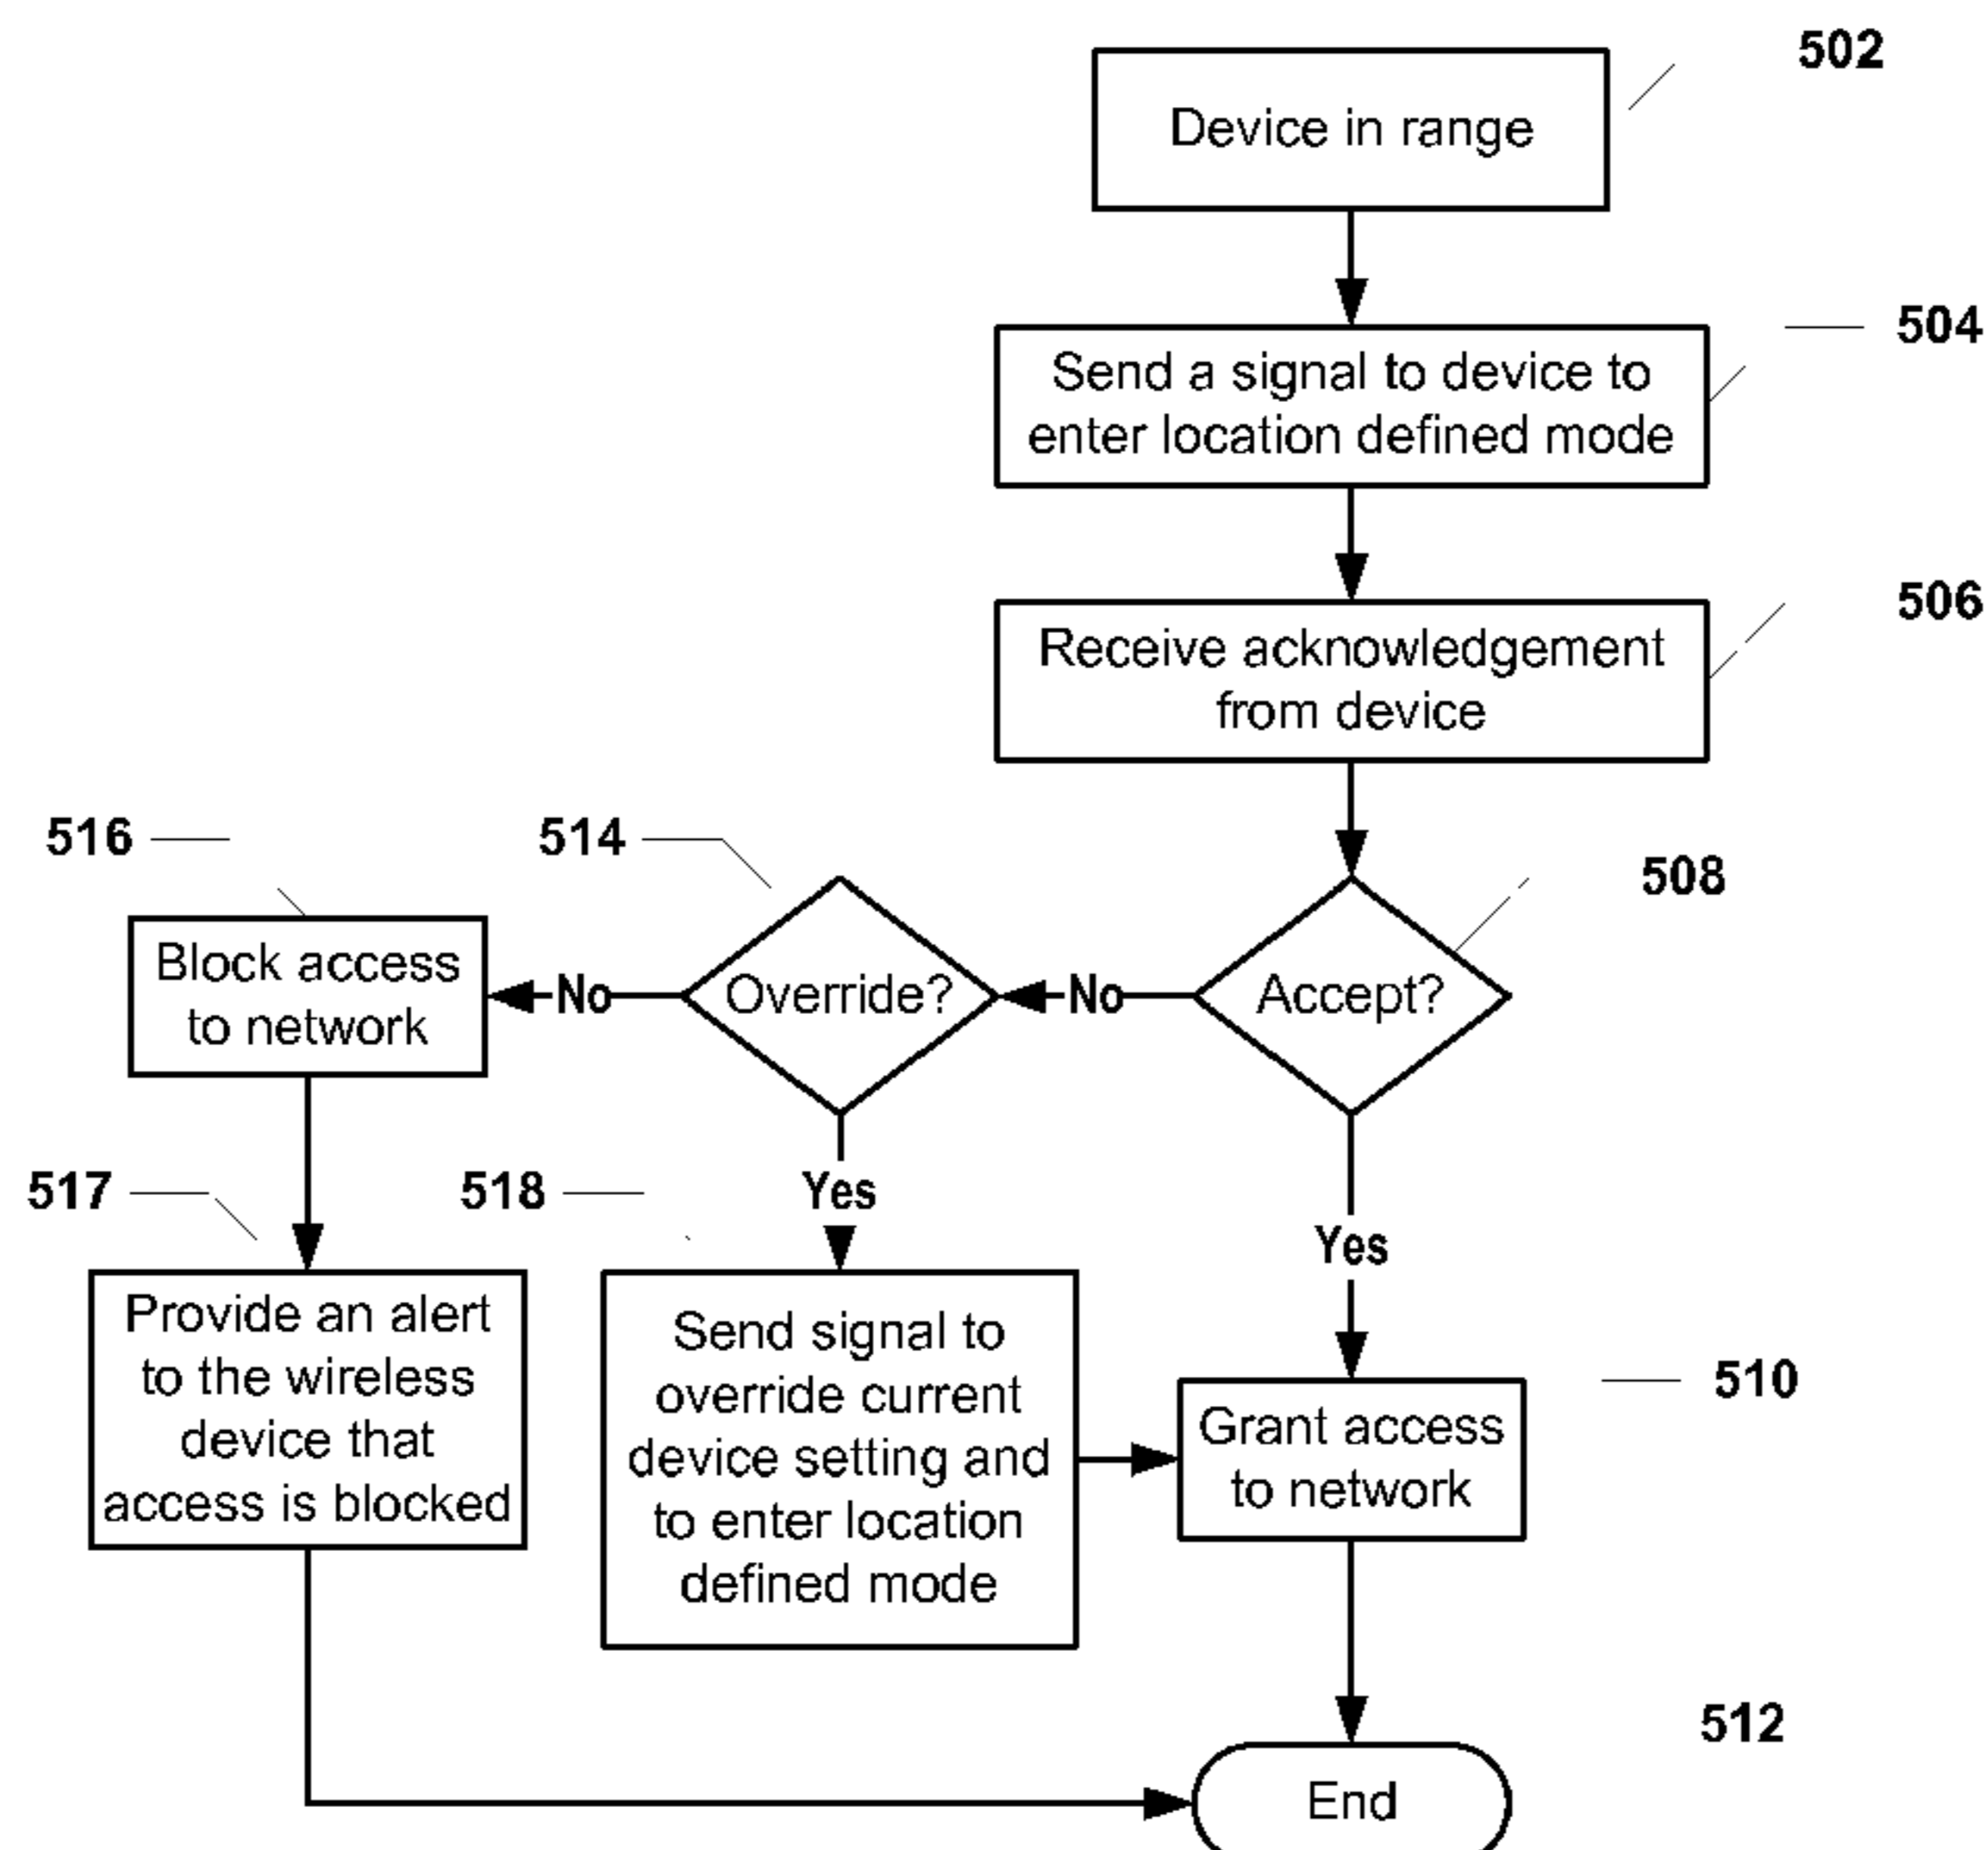 502
Device in range
504
Send a signal to device to
enter location defined mode
506
Receive acknowledgement
from device
516
514
508
Block access
to network
No
Override?
No
Accept?
517
518
Yes
Yes
Provide an alert
to the wireless
device that
access is blocked
Send signal to
override current
device setting and
to enter location
defined mode
510
Grant access
to network
512
End